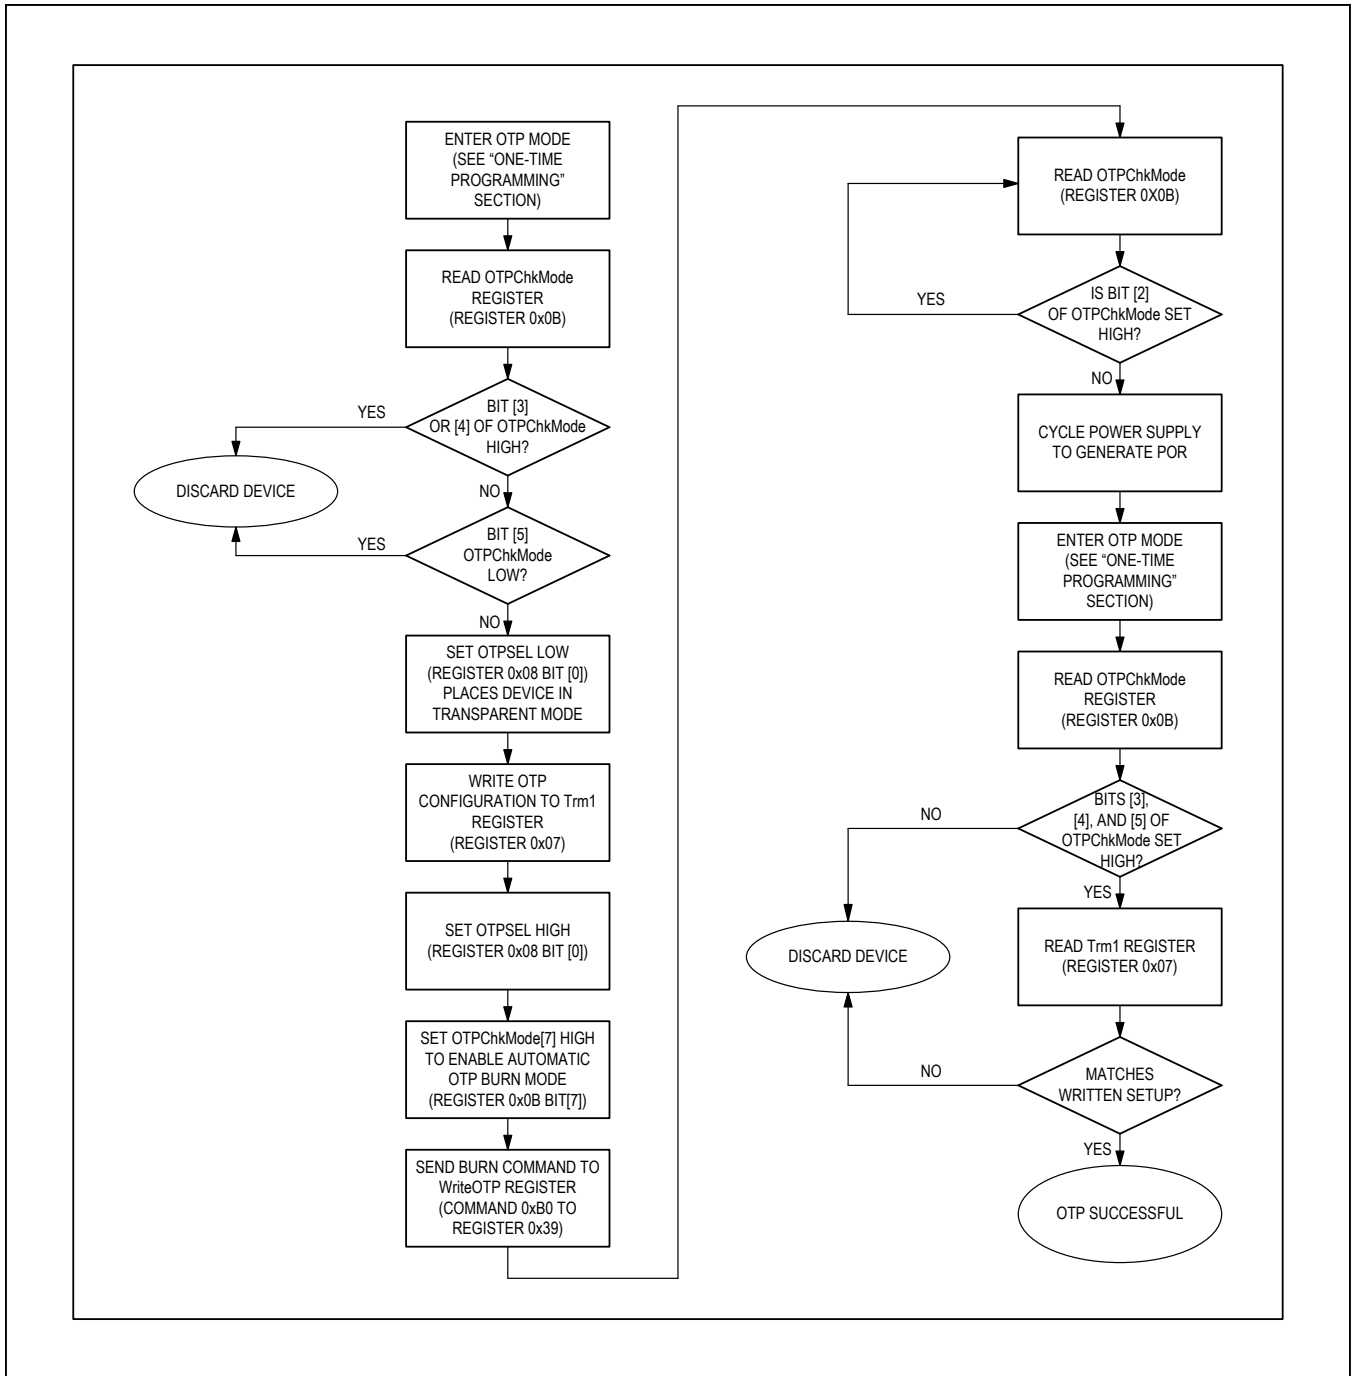 ENTER OTP MODE
(SEE “ONE-TIME
PROGRAMMING”
SECTION)
READ OTPChkMode
REGISTER
(REGISTER 0x0B)
BIT [3]
OR [4] OF OTPChkMode
HIGH?
YES
DISCARD DEVICE
NO
BIT [5]
OTPChkMode
LOW?
YES
NO
SET OTPSEL LOW
(REGISTER 0x08 BIT [0])
PLACES DEVICE IN
TRANSPARENT MODE
WRITE OTP
CONFIGURATION TO Trm1
REGISTER
(REGISTER 0x07)
SET OTPSEL HIGH
(REGISTER 0x08 BIT [0])
SET OTPChkMode[7] HIGH
TO ENABLE AUTOMATIC
OTP BURN MODE
(REGISTER 0x0B BIT[7])
SEND BURN COMMAND TO
WriteOTP REGISTER
(COMMAND 0xB0 TO
REGISTER 0x39)
READ OTPChkMode
(REGISTER 0X0B)
IS BIT [2]
OF OTPChkMode SET
HIGH?
YES
NO
CYCLE POWER SUPPLY
TO GENERATE POR
ENTER OTP MODE
(SEE “ONE-TIME
PROGRAMMING”
SECTION)
READ OTPChkMode
REGISTER
(REGISTER 0x0B)
BITS [3],
[4], AND [5] OF
OTPChkMode SET
HIGH?
NO
YES
DISCARD DEVICE
READ Trm1 REGISTER
(REGISTER 0x07)
MATCHES
WRITTEN SETUP?
NO
YES
OTP SUCCESSFUL